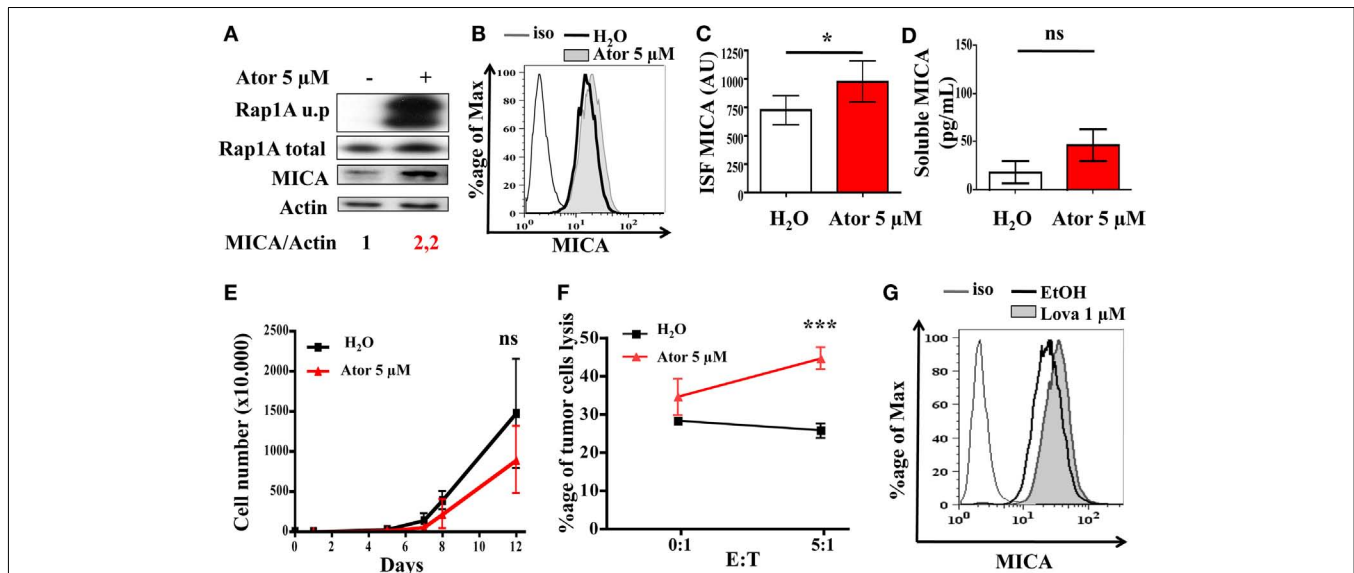 A
Ator 5 µM - +
Rap1A u.p
Rap1A total
MICA
Actin
MICA/Actin 1 2,2
B
iso H2O
Ator 5 µM
%age of Max
100
80
60
40
20
0
10^0 10^1 10^2
MICA
C
*
ISF MICA (AU)
1250
1000
750
500
250
0
H2O Ator 5 µM
D
ns
Soluble MICA
(pg/mL)
150
100
50
0
H2O Ator 5 µM
E
H2O
Ator 5 µM
ns
Cell number (x10.000)
2500
2000
1500
1000
500
0
0 2 4 6 8 10 12
Days
F
H2O
Ator 5 µM
***
%age of tumor cells lysis
50
40
30
20
10
0
0:1 5:1
E:T
G
iso EtOH
Lova 1 µM
%age of Max
100
80
60
40
20
0
10^0 10^1 10^2
MICA